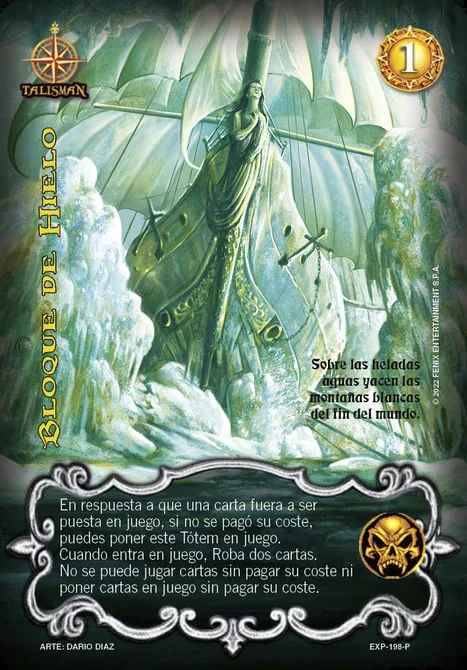 1
TALISMAN
BLOQUE DE HIELO
Sobre las heladas
aguas yacen las
montañas blancas
del fin del mundo.
© 2022 FENIX ENTERTAINMENT S.P.A.
En respuesta a que una carta fuera a ser
puesta en juego, si no se pagó su coste,
puedes poner este Tótem en juego.
Cuando entra en juego, Roba dos cartas.
No se puede jugar cartas sin pagar su coste ni
poner cartas en juego sin pagar su coste.
ARTE: DARIO DIAZ
EXP-198-P